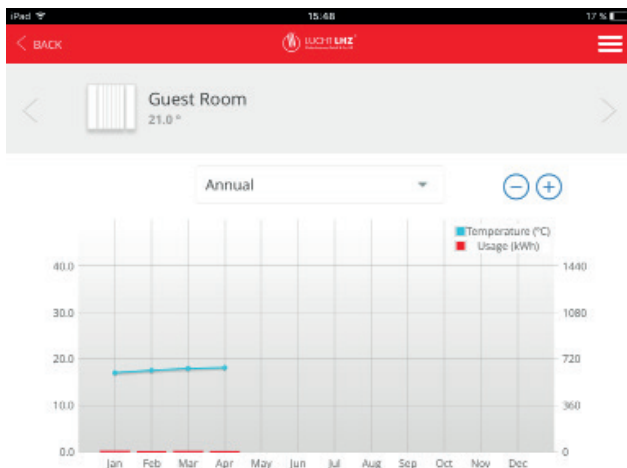 iPad 15:48 17 %
BACK LUCHT LHZ
Guest Room
21.0 °
Annual
Temperature (°C)
Usage (kWh)
40.0 1440
30.0 1080
20.0 720
10.0 360
0.0 0
Jan Feb Mar Apr May Jun Jul Aug Sep Oct Nov Dec